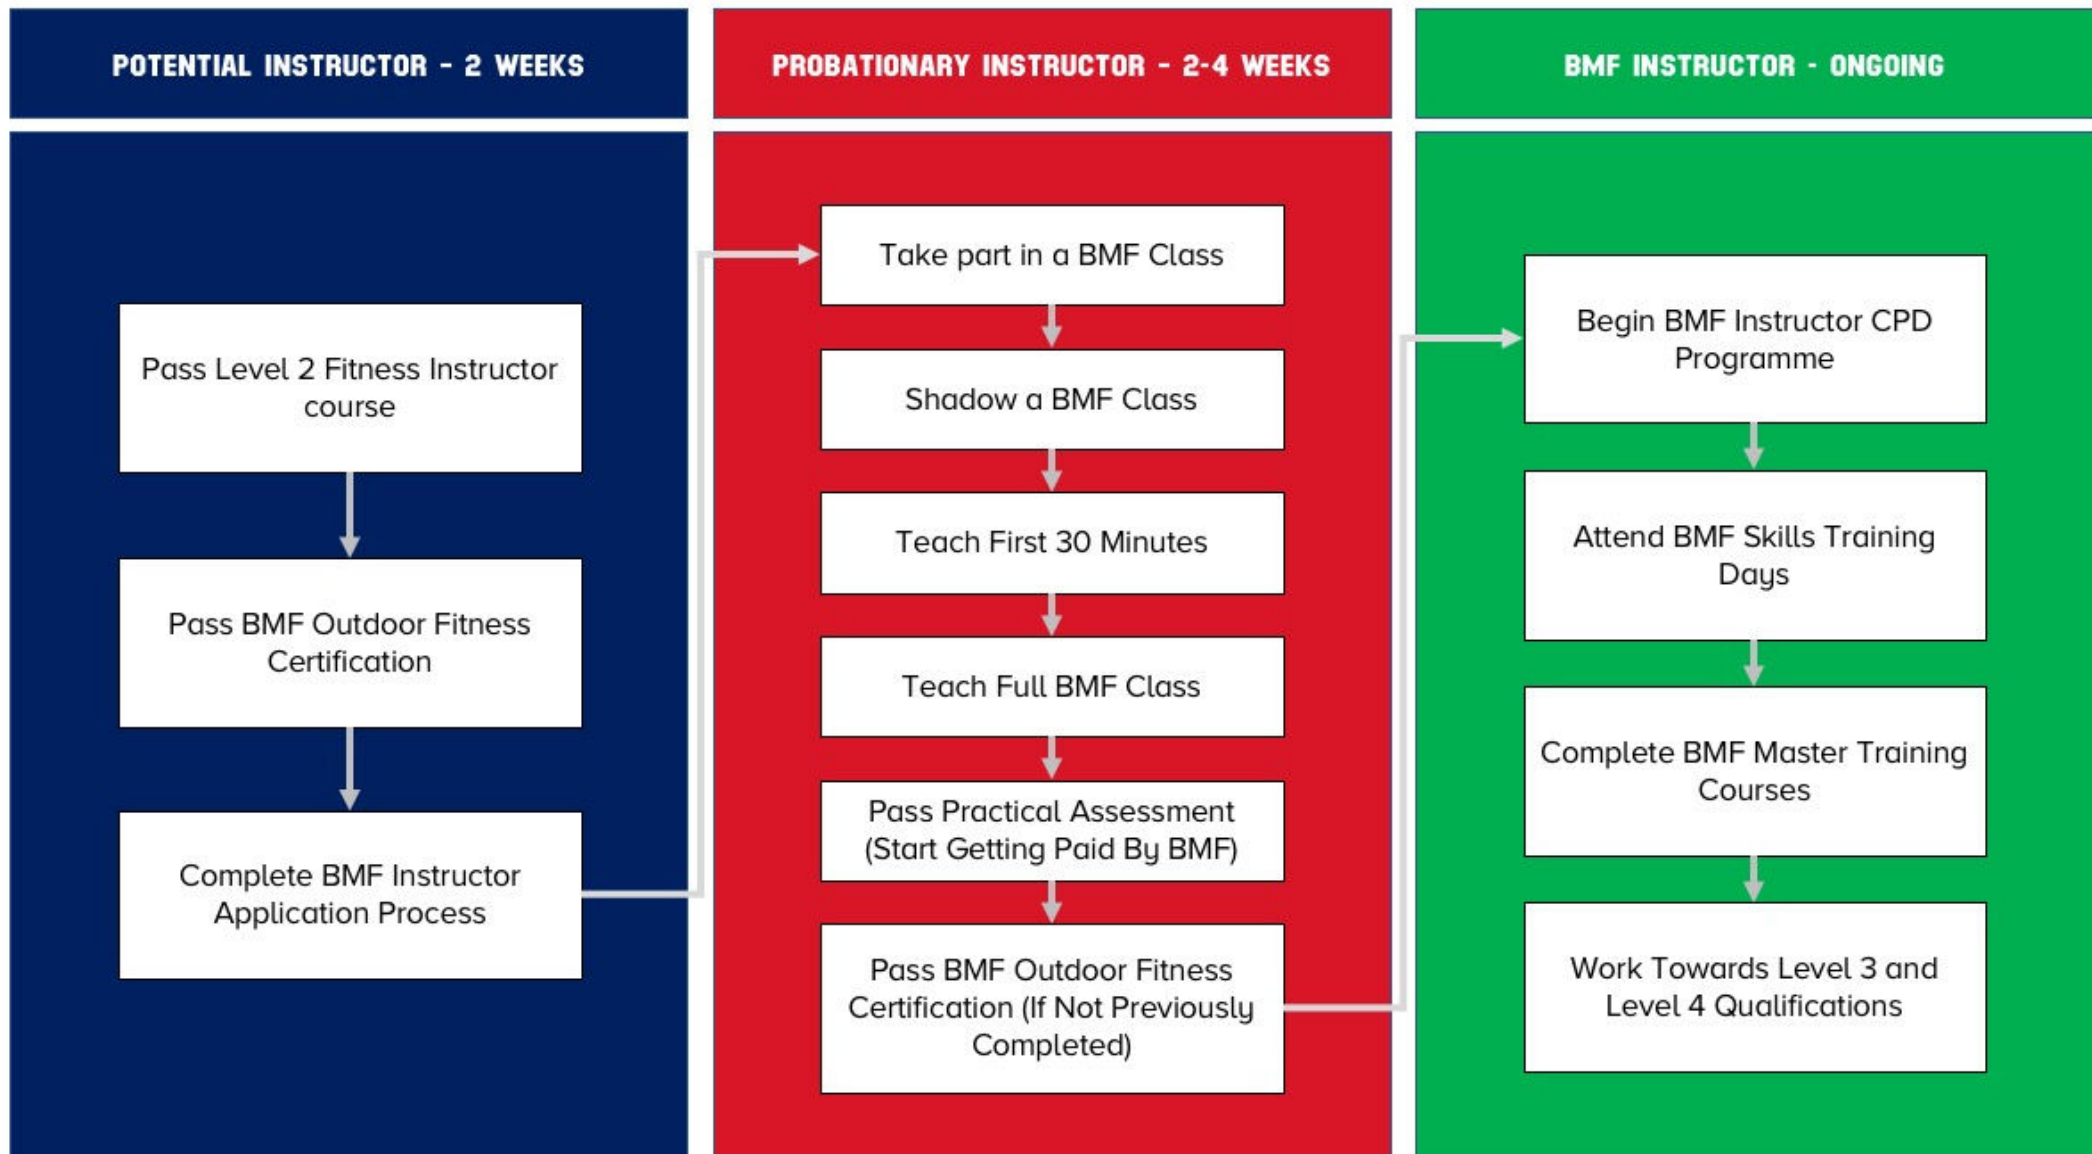 POTENTIAL INSTRUCTOR - 2 WEEKS
Pass Level 2 Fitness Instructor
course
Pass BMF Outdoor Fitness
Certification
Complete BMF Instructor
Application Process
PROBATIONARY INSTRUCTOR - 2-4 WEEKS
Take part in a BMF Class
Shadow a BMF Class
Teach First 30 Minutes
Teach Full BMF Class
Pass Practical Assessment
(Start Getting Paid By BMF)
Pass BMF Outdoor Fitness
Certification (If Not Previously
Completed)
BMF INSTRUCTOR - ONGOING
Begin BMF Instructor CPD
Programme
Attend BMF Skills Training
Days
Complete BMF Master Training
Courses
Work Towards Level 3 and
Level 4 Qualifications